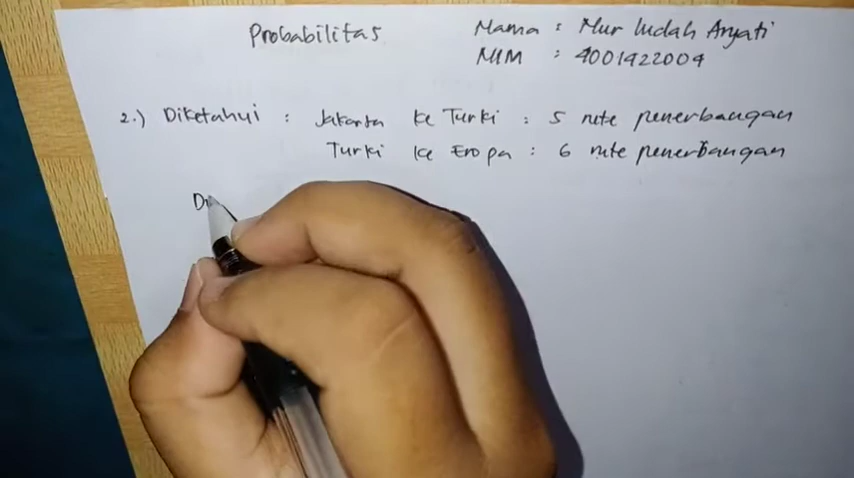 Probabilitas
Nama : Nur Indah Aryati
NIM : 4001922009
2.) Diketahui : Jakarta ke Turki : 5 rute penerbangan
Turki ke Eropa : 6 rute penerbangan